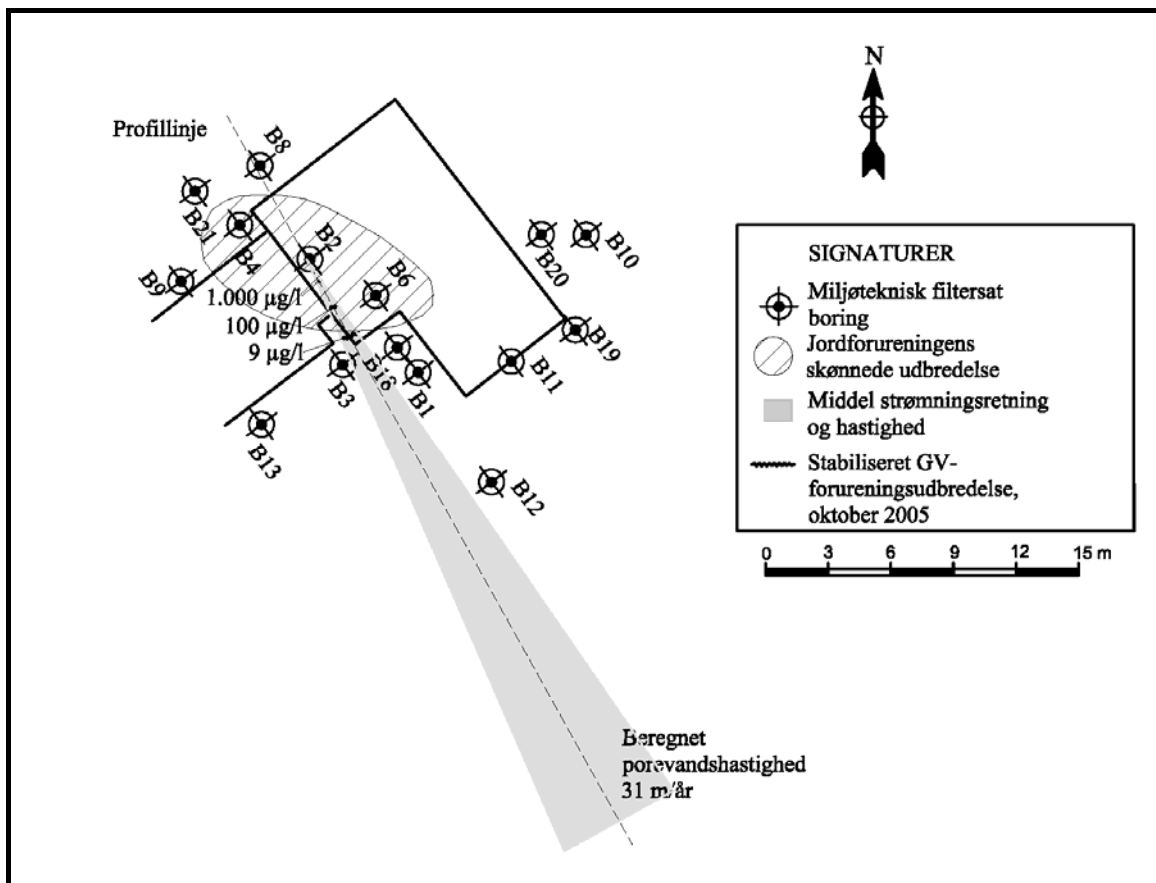 N
Profillinje
B8
B21
B4
B2
B9
B6
1.000 µg/l
100 µg/l
9 µg/l
B3
B16
B1
B13
B12
B11
B19
B20
B10
SIGNATURER
Miljøteknisk filtersat
boring
Jordforureningens
skønnede udbredelse
Middel strømningsretning
og hastighed
Stabiliseret GV-
forureningsudbredelse,
oktober 2005
0 3 6 9 12 15 m
Beregnet
porevandshastighed
31 m/år